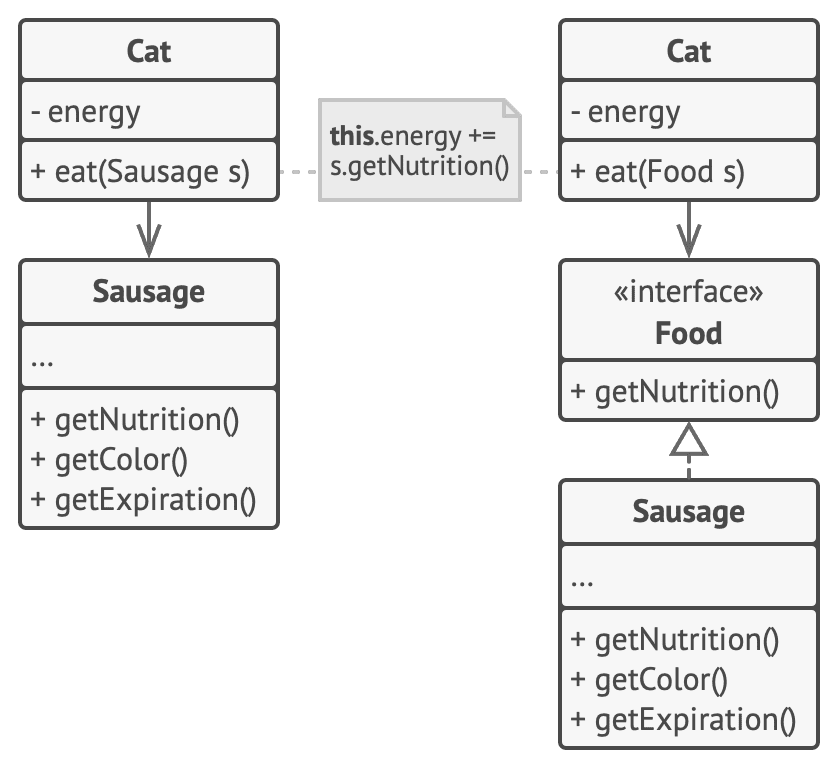 Cat
- energy
+ eat(Sausage s)
Sausage
...
+ getNutrition()
+ getColor()
+ getExpiration()
this.energy +=
s.getNutrition()
Cat
- energy
+ eat(Food s)
«interface»
Food
+ getNutrition()
Sausage
...
+ getNutrition()
+ getColor()
+ getExpiration()